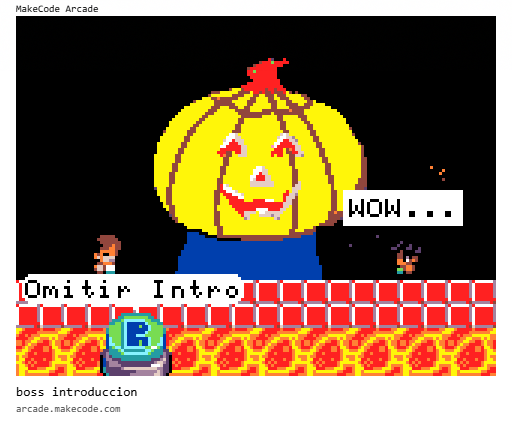 MakeCode Arcade
WOW...
Omitir Intro
R
boss introduccion
arcade.makecode.com